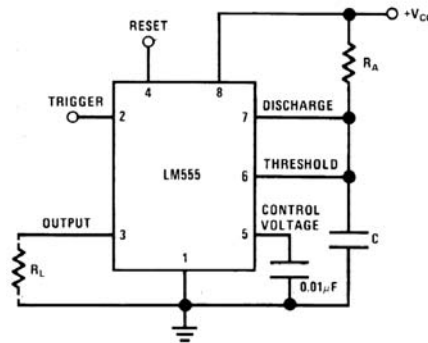 RESET
+VCC
4
8
RA
TRIGGER
2
7
DISCHARGE
LM555
6
THRESHOLD
OUTPUT
3
5
CONTROL
VOLTAGE
C
RL
1
0.01μF